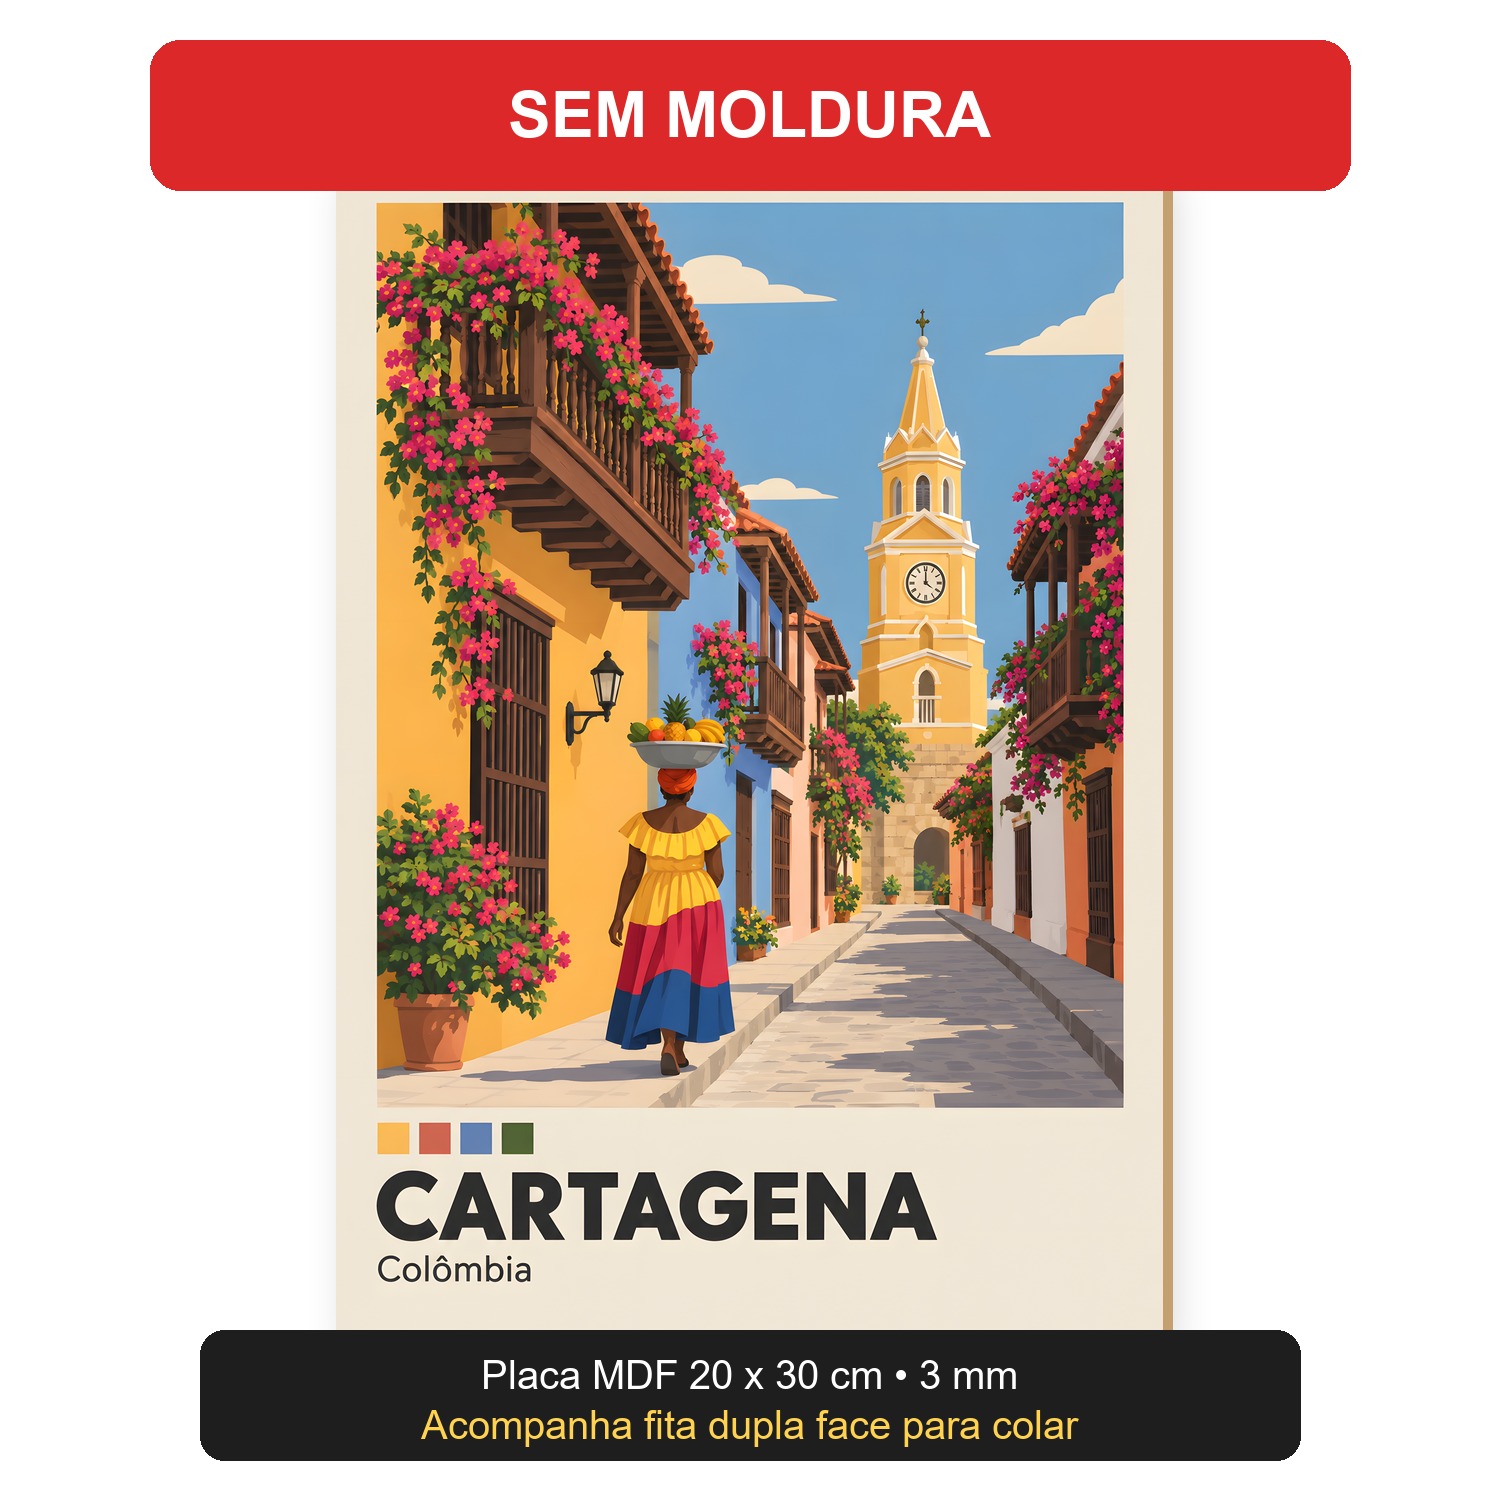 SEM MOLDURA
CARTAGENA
Colômbia
Placa MDF 20 x 30 cm • 3 mm
Acompanha fita dupla face para colar